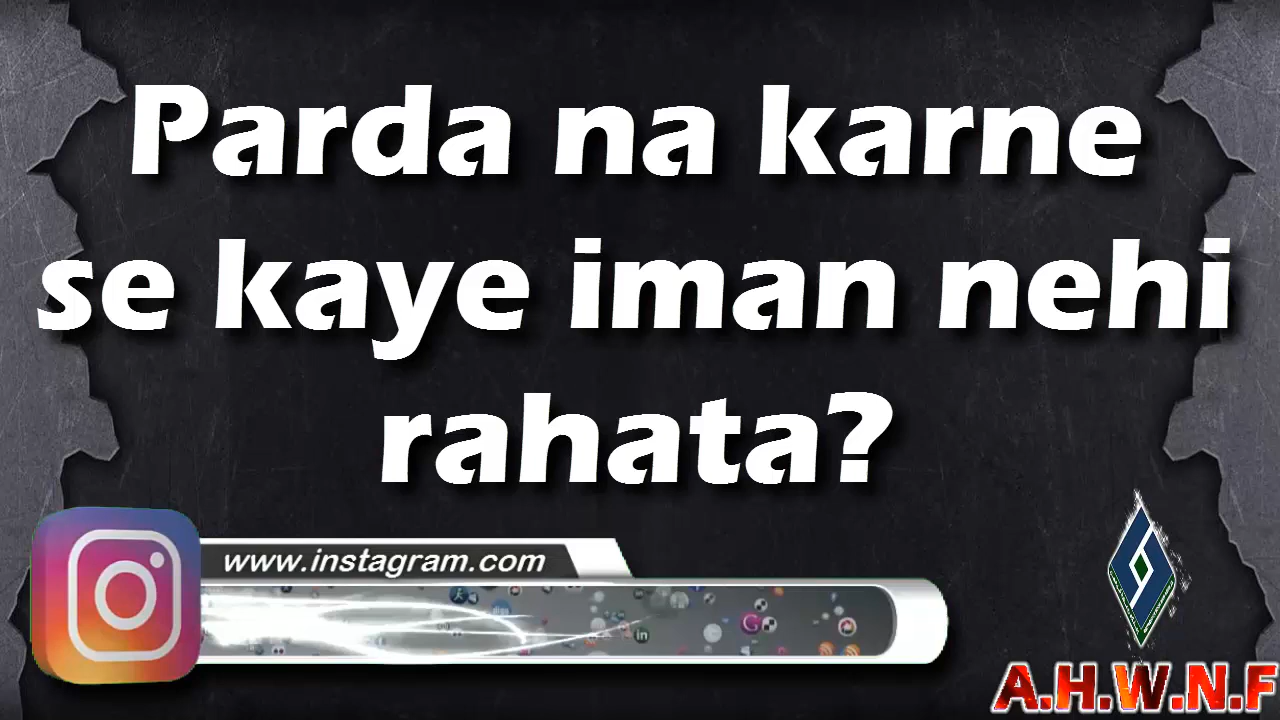 Parda na karne
se kaye iman nehi
rahata?
www.instagram.com
A.H.W.N.F